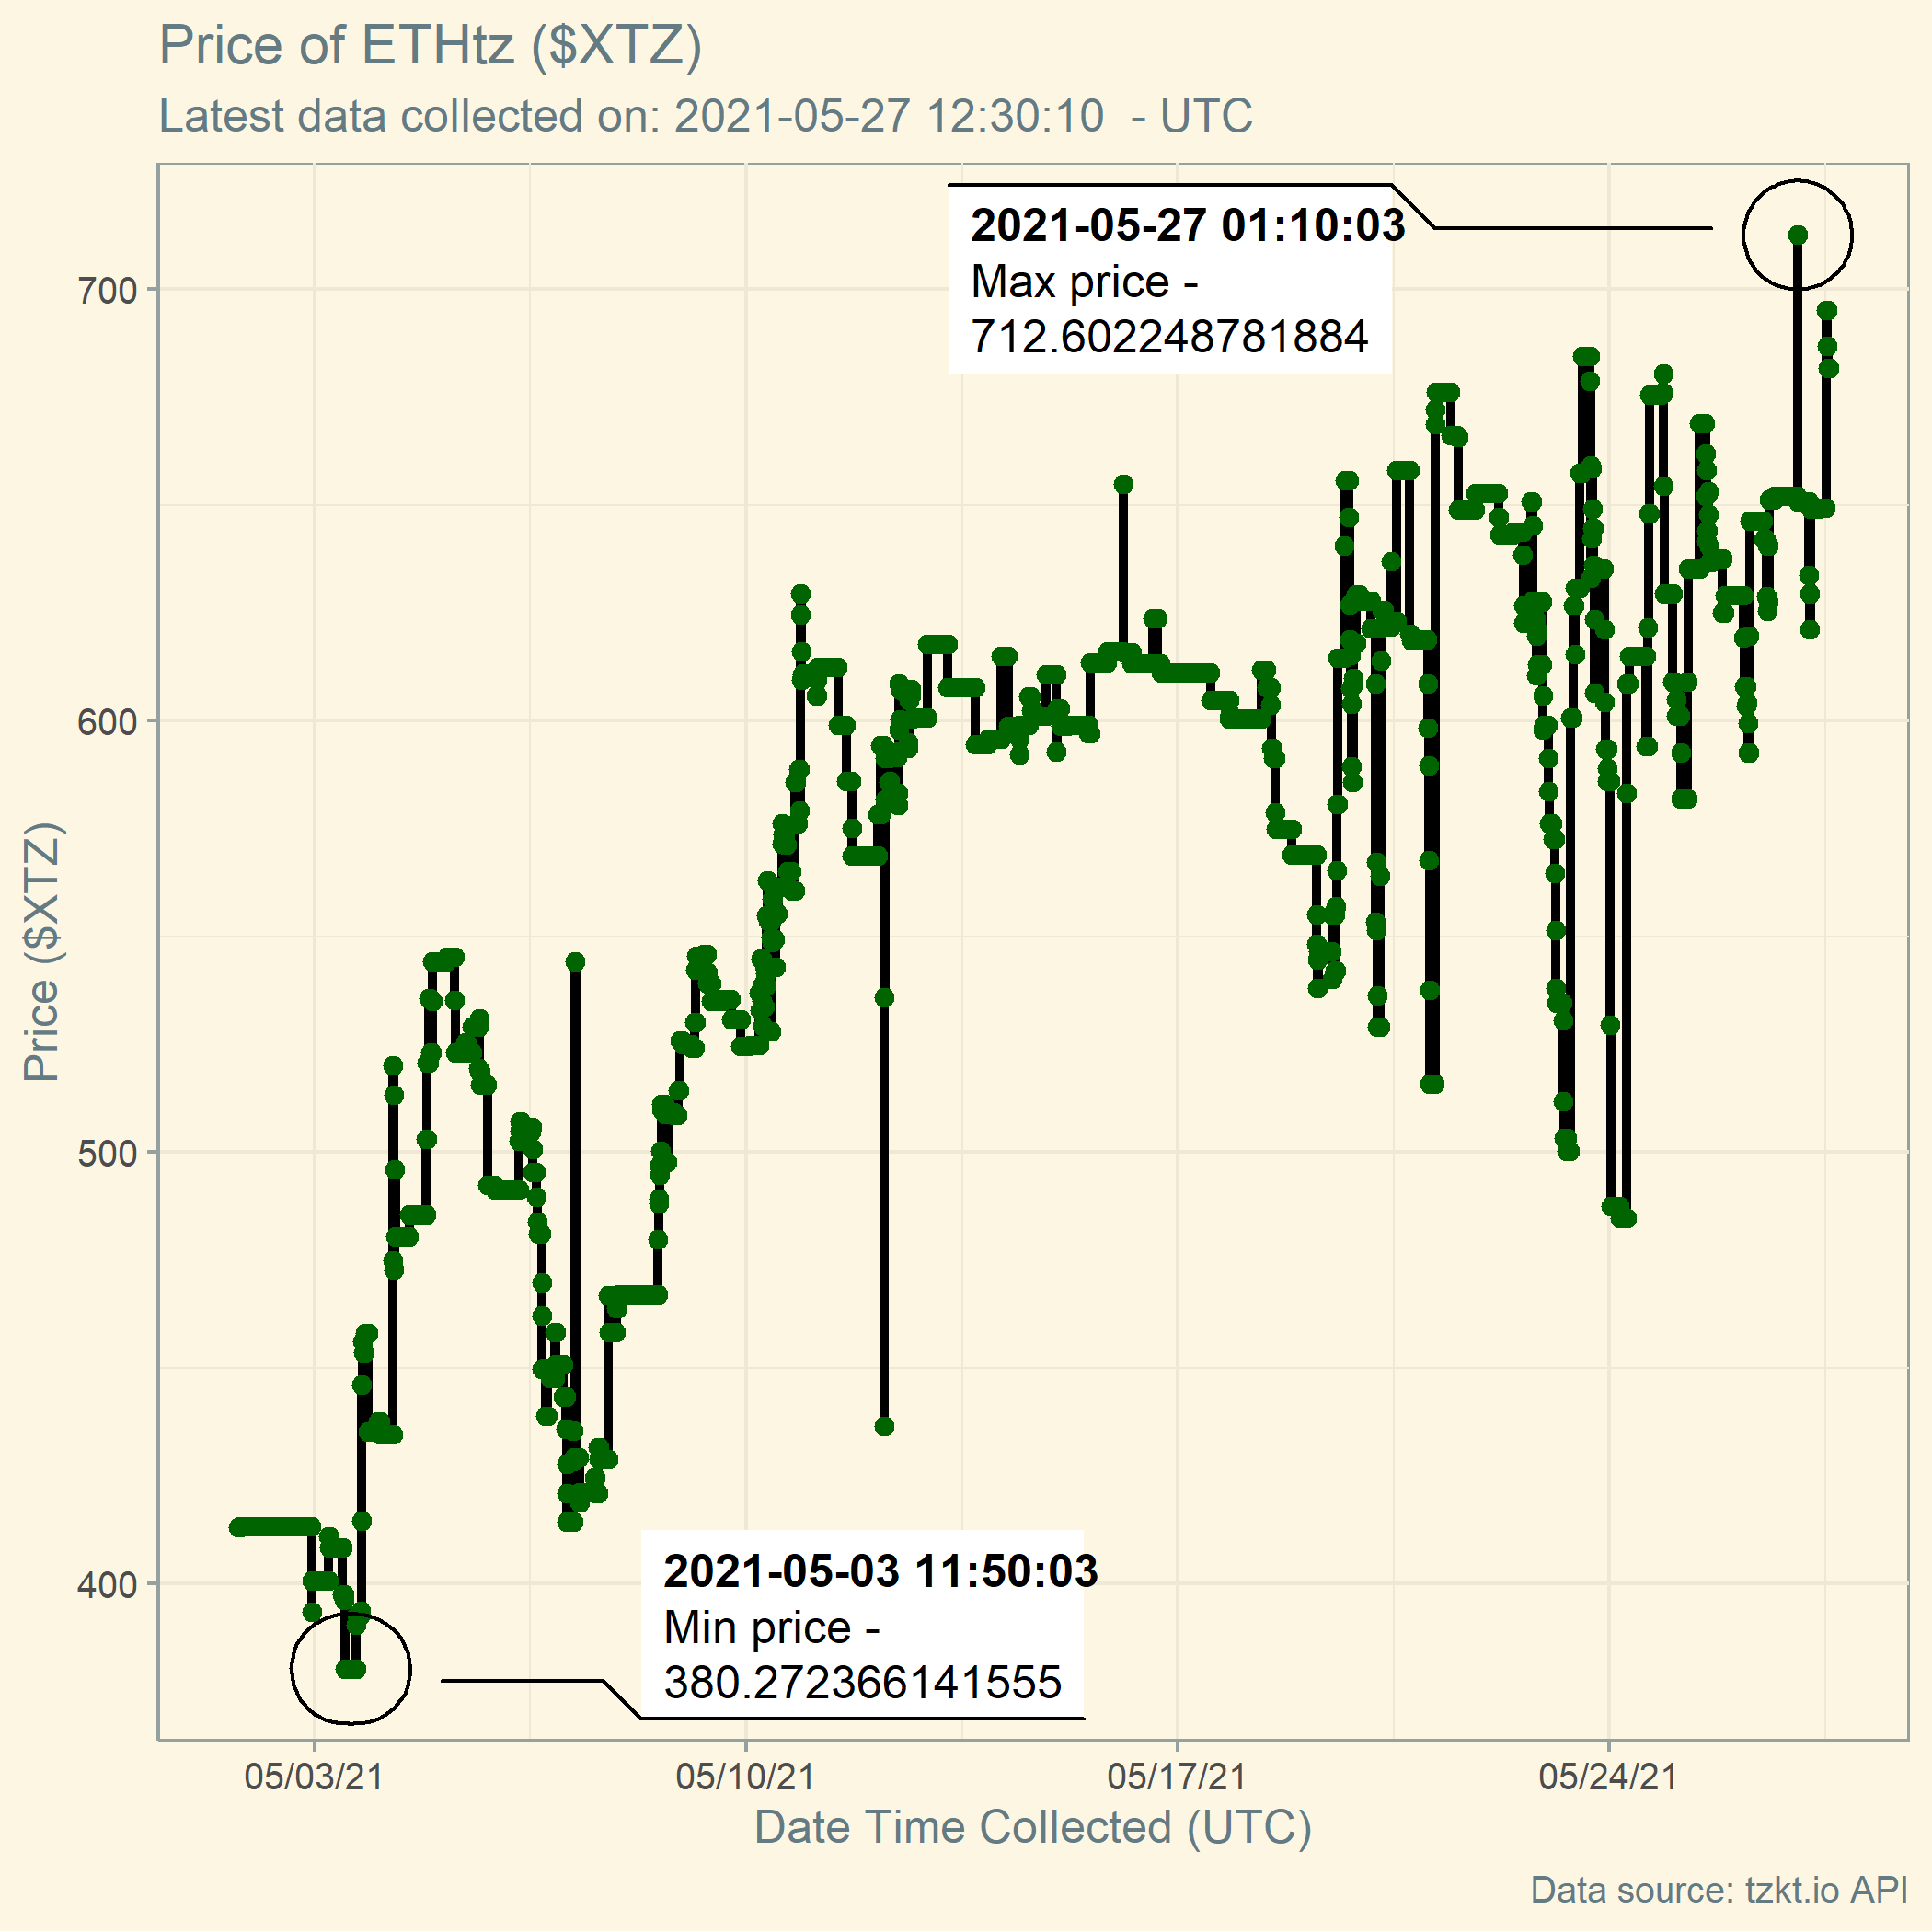 Price of ETHtz ($XTZ)
Latest data collected on: 2021-05-27 12:30:10  - UTC
2021-05-27 01:10:03
Max price -
712.602248781884
700
600
500
400
Price ($XTZ)
2021-05-03 11:50:03
Min price -
380.272366141555
05/03/21
05/10/21
05/17/21
05/24/21
Date Time Collected (UTC)
Data source: tzkt.io API